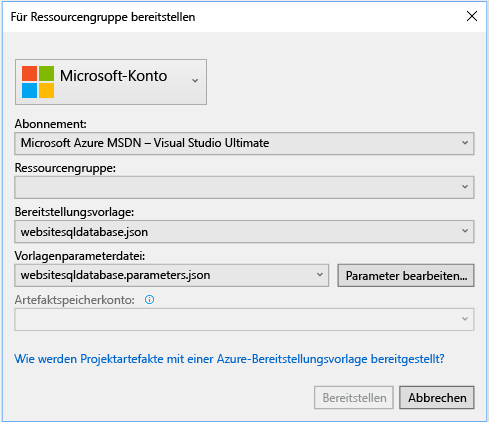 Für Ressourcengruppe bereitstellen
Microsoft-Konto
Abonnement:
Microsoft Azure MSDN – Visual Studio Ultimate
Ressourcengruppe:
Bereitstellungsvorlage:
websitesqldatabase.json
Vorlagenparameterdatei:
websitesqldatabase.parameters.json Parameter bearbeiten...
Artefaktspeicherkonto:
Wie werden Projektartefakte mit einer Azure-Bereitstellungsvorlage bereitgestellt?
Bereitstellen Abbrechen